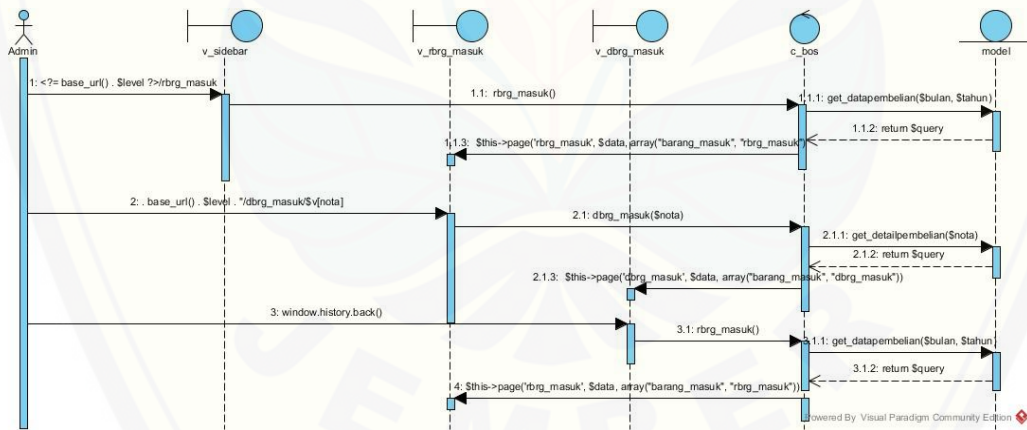 Admin
v_sidebar
v_rbrg_masuk
v_dbrg_masuk
c_bos
model
1: <?= base_url() . $level ?>/rbrg_masuk
1.1: rbrg_masuk()
1.1.1: get_datapembelian($bulan, $tahun)
1.1.2: return $query
1.1.3: $this->page('rbrg_masuk', $data, array("barang_masuk", "rbrg_masuk"
2: . base_url() . $level . "/dbrg_masuk/$v[nota]
2.1: dbrg_masuk($nota)
2.1.1: get_detailpembelian($nota)
2.1.2: return $query
2.1.3: $this->page('dbrg_masuk', $data, array("barang_masuk", "dbrg_masuk"))
3: window.history.back()
3.1: rbrg_masuk()
3.1.1: get_datapembelian($bulan, $tahun
3.1.2: return $query
4: $this->page('rbrg_masuk', $data, array("barang_masuk", "rbrg_masuk"))
Powered By Visual Paradigm Community Edition
JEMBER